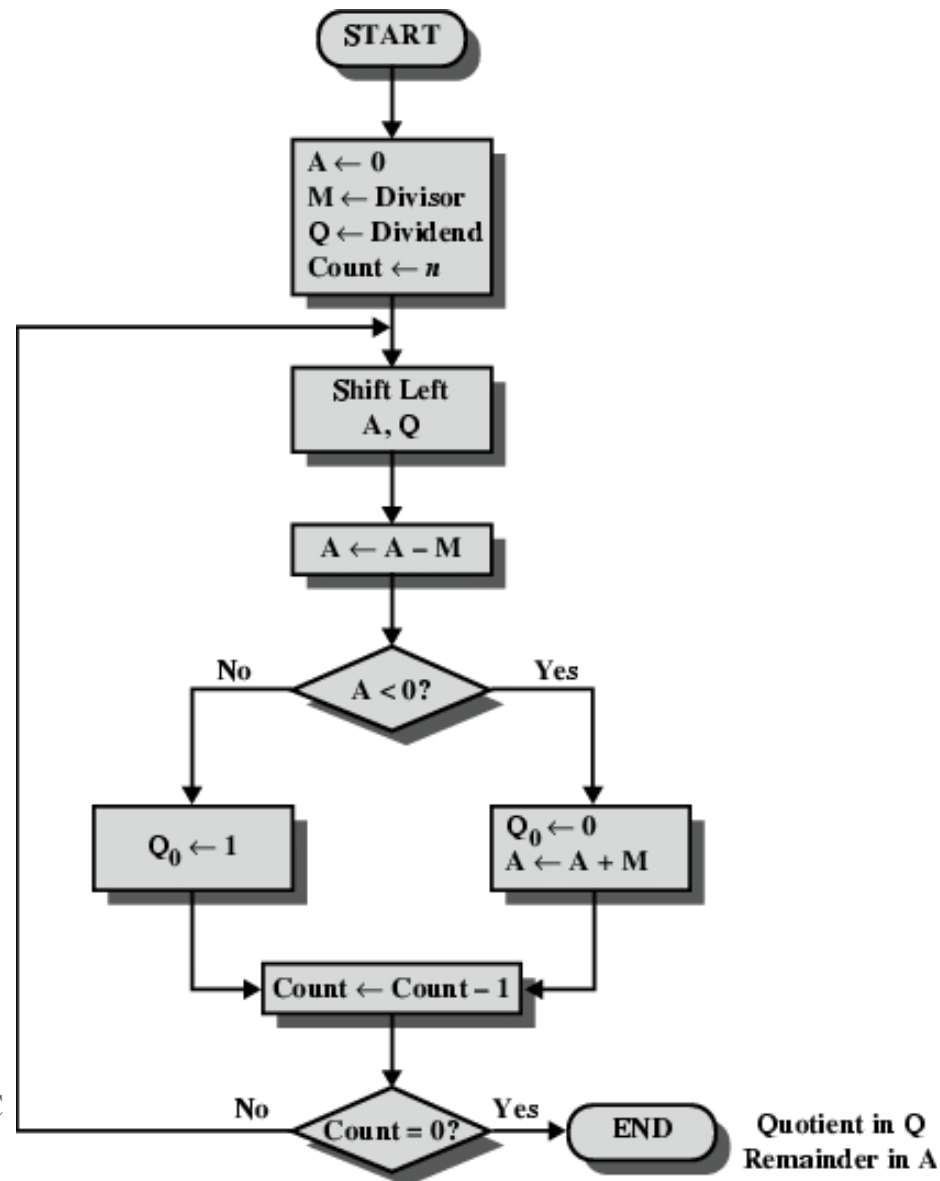 START
A ← 0
M ← Divisor
Q ← Dividend
Count ← n
Shift Left
A, Q
A ← A – M
No
A < 0?
Yes
Q₀ ← 1
Q₀ ← 0
A ← A + M
Count ← Count – 1
No
Count = 0?
Yes
END
Quotient in Q
Remainder in A